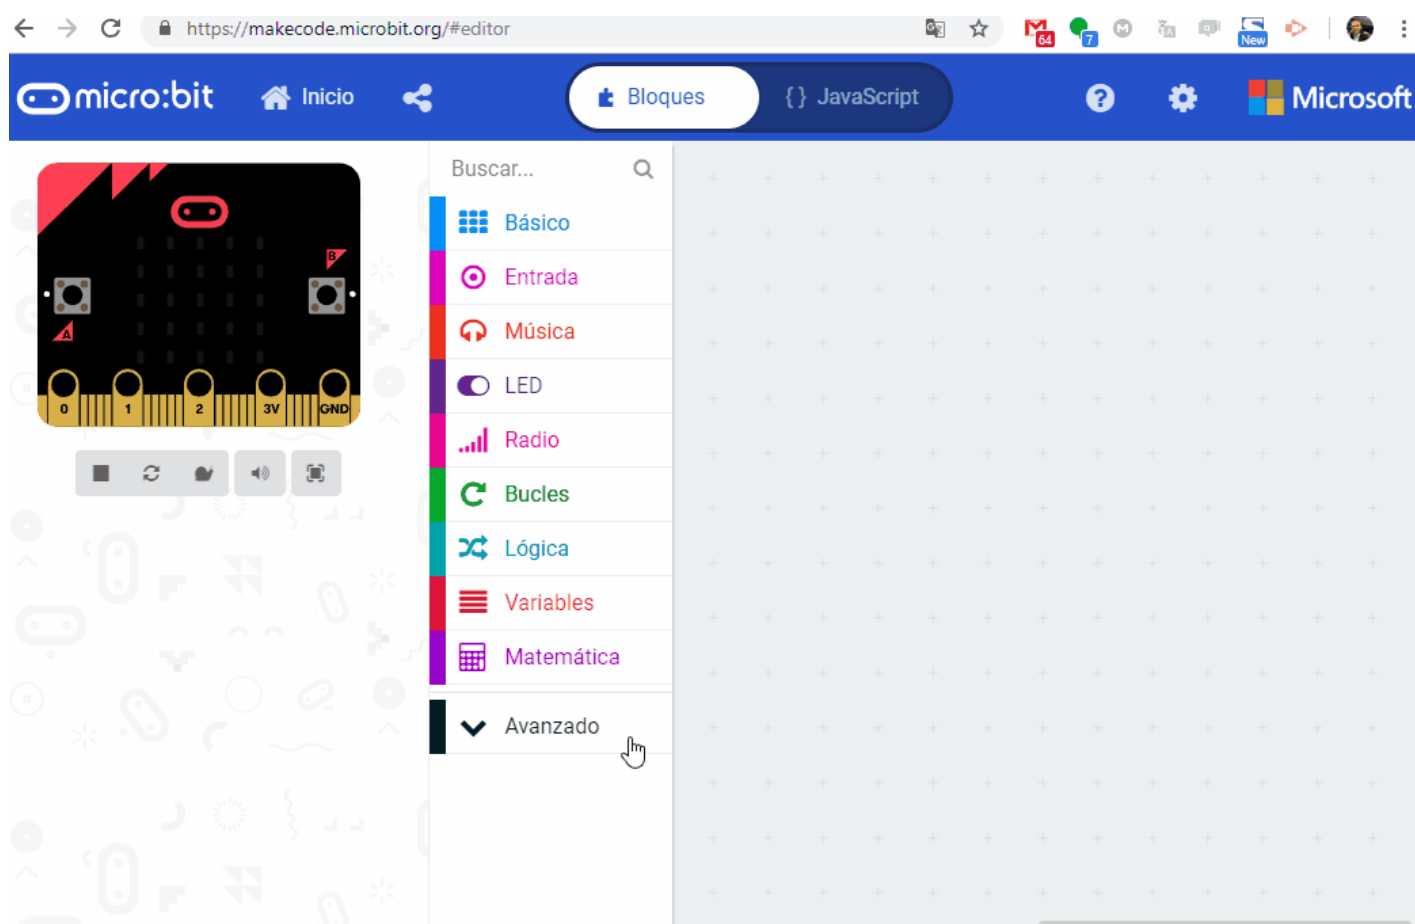 https://makecode.microbit.org/#editor
64
7
M
New
micro:bit
Inicio
Bloques
{} JavaScript
?
Microsoft
Buscar...
Básico
Entrada
Música
LED
Radio
Bucles
Lógica
Variables
Matemática
Avanzado
B
A
0 1 2 3V GND